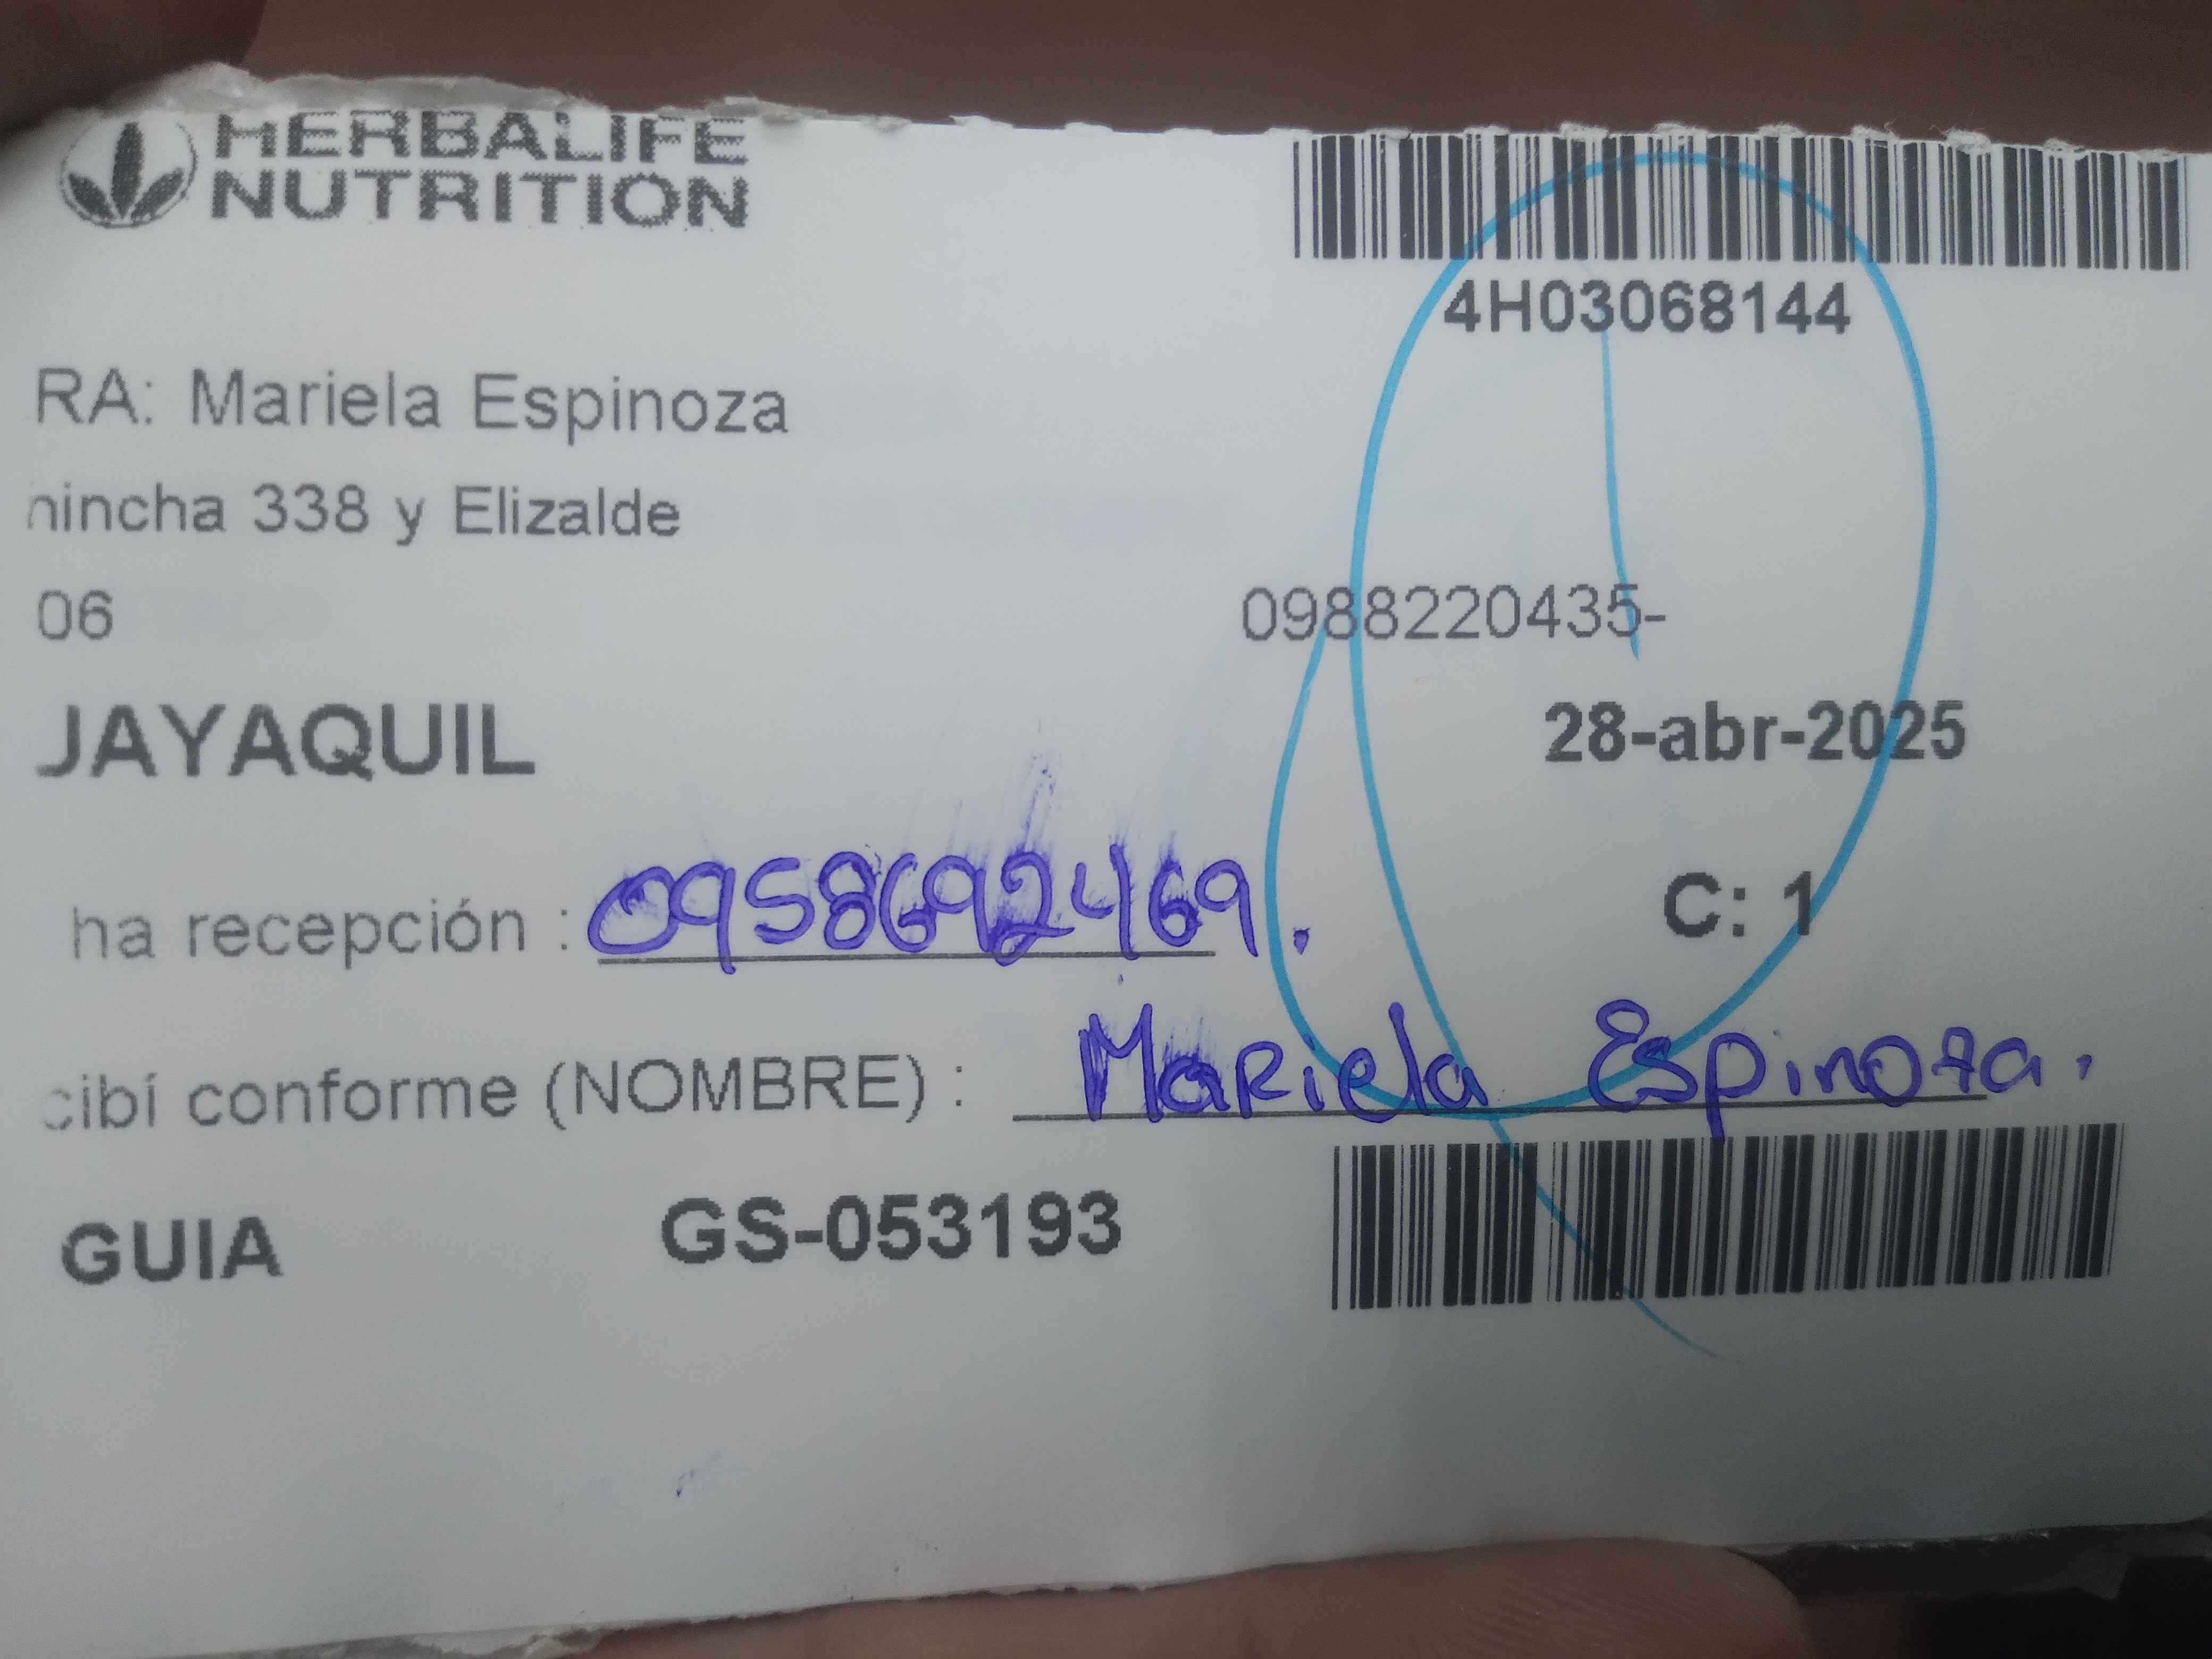 HERBALIFE
NUTRITION
4H03068144
RA: Mariela Espinoza
hincha 338 y Elizalde
06
0988220435-
JAYAQUIL
28-abr-2025
ha recepción : 0958692469.
C: 1
cibí conforme (NOMBRE) : Mariela Espinoza.
GUIA GS-053193